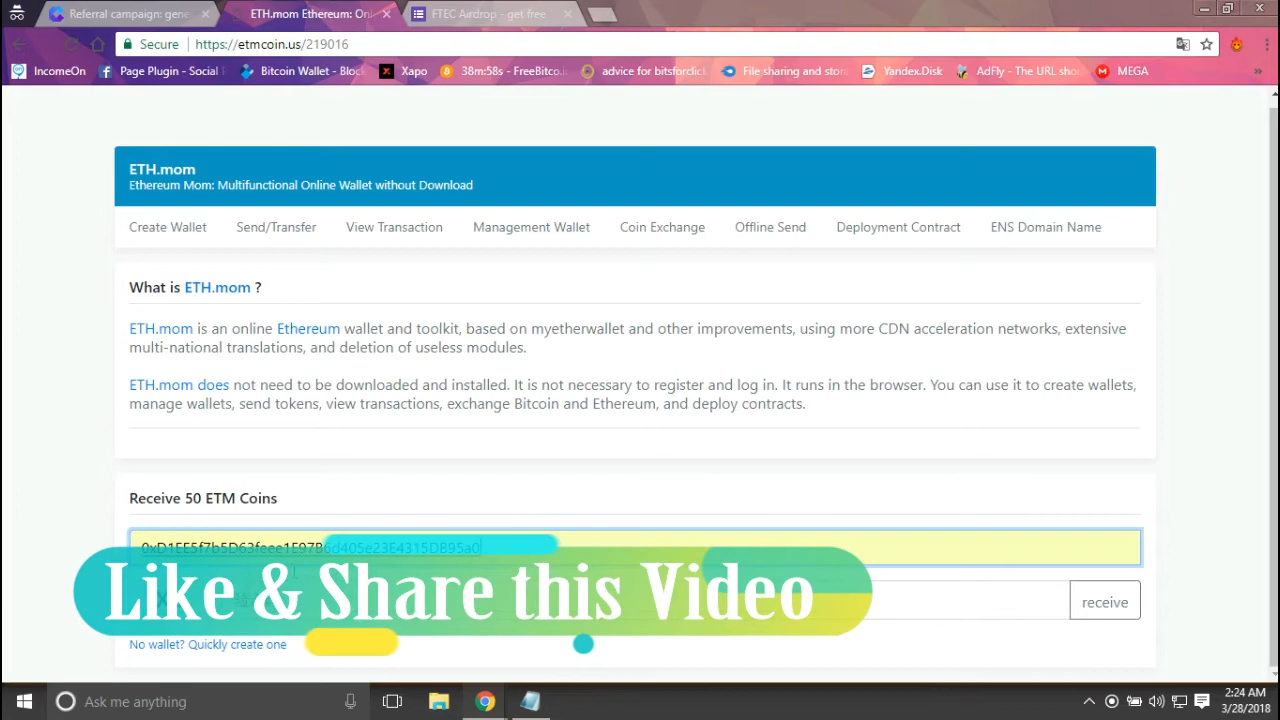 Referral campaign: gene
ETH.mom Ethereum: Onl
FTEC Airdrop - get free
Secure
https://etmcoin.us/219016
IncomeOn
Page Plugin - Social
Bitcoin Wallet - Block
Xapo
38m:58s - FreeBitco.in
advice for bitsforclick
File sharing and stor
Yandex.Disk
AdFly - The URL sho
MEGA
»
ETH.mom
Ethereum Mom: Multifunctional Online Wallet without Download
Create Wallet
Send/Transfer
View Transaction
Management Wallet
Coin Exchange
Offline Send
Deployment Contract
ENS Domain Name
What is ETH.mom ?
ETH.mom is an online Ethereum wallet and toolkit, based on myetherwallet and other improvements, using more CDN acceleration networks, extensive
multi-national translations, and deletion of useless modules.
ETH.mom does not need to be downloaded and installed. It is not necessary to register and log in. It runs in the browser. You can use it to create wallets,
manage wallets, send tokens, view transactions, exchange Bitcoin and Ethereum, and deploy contracts.
Receive 50 ETM Coins
0xD1EE5f7b5D63feee1E97B6d405e23E4315DB95a0
Like & Share this Video
receive
No wallet? Quickly create one
Ask me anything
2:24 AM
3/28/2018